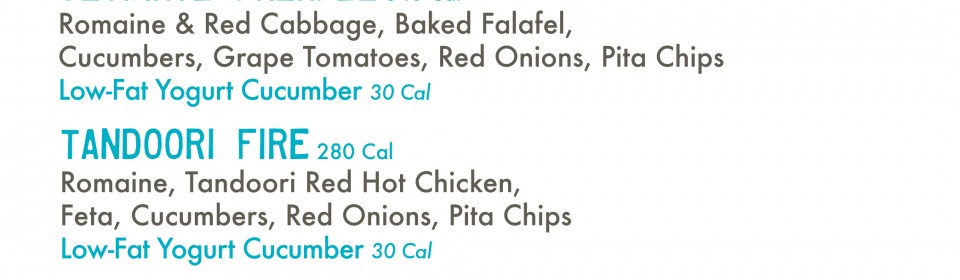 Romaine & Red Cabbage, Baked Falafel,
Cucumbers, Grape Tomatoes, Red Onions, Pita Chips
Low-Fat Yogurt Cucumber 30 Cal
TANDOORI FIRE 280 Cal
Romaine, Tandoori Red Hot Chicken,
Feta, Cucumbers, Red Onions, Pita Chips
Low-Fat Yogurt Cucumber 30 Cal